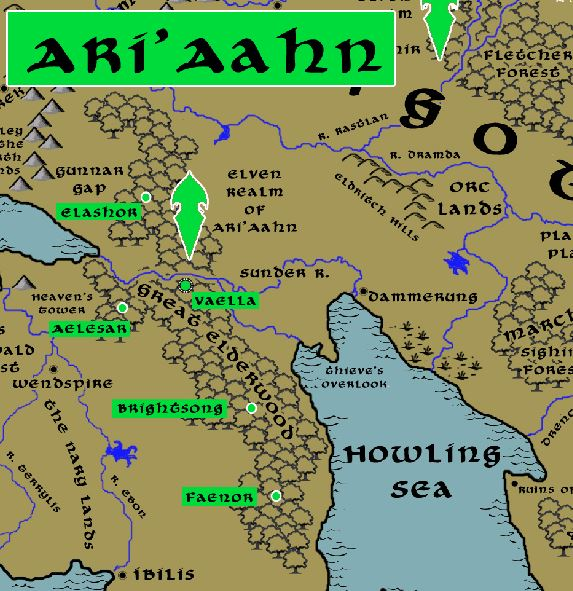 ARI'AAHN
FLETCHER
FOREST
R. RASTLAN
R. DRAMDA
GUNNAR
GAP
ELVEN
REALM
OF
ARI'AAHN
ELDRITCH HILLS
ORC
LANDS
ELASHOR
SUNDER R.
HEAVEN'S
TOWER
VAELLA
DAMMERUNG
AELESAR
GREAT ELDERWOOD
THIEVE'S
OVERLOOK
WENDSPIRE
BRIGHTSONG
THE NARY LANDS
HOWLING
SEA
R. TERRYLIS
R. EBON
FAENOR
RUINS
IBILIS